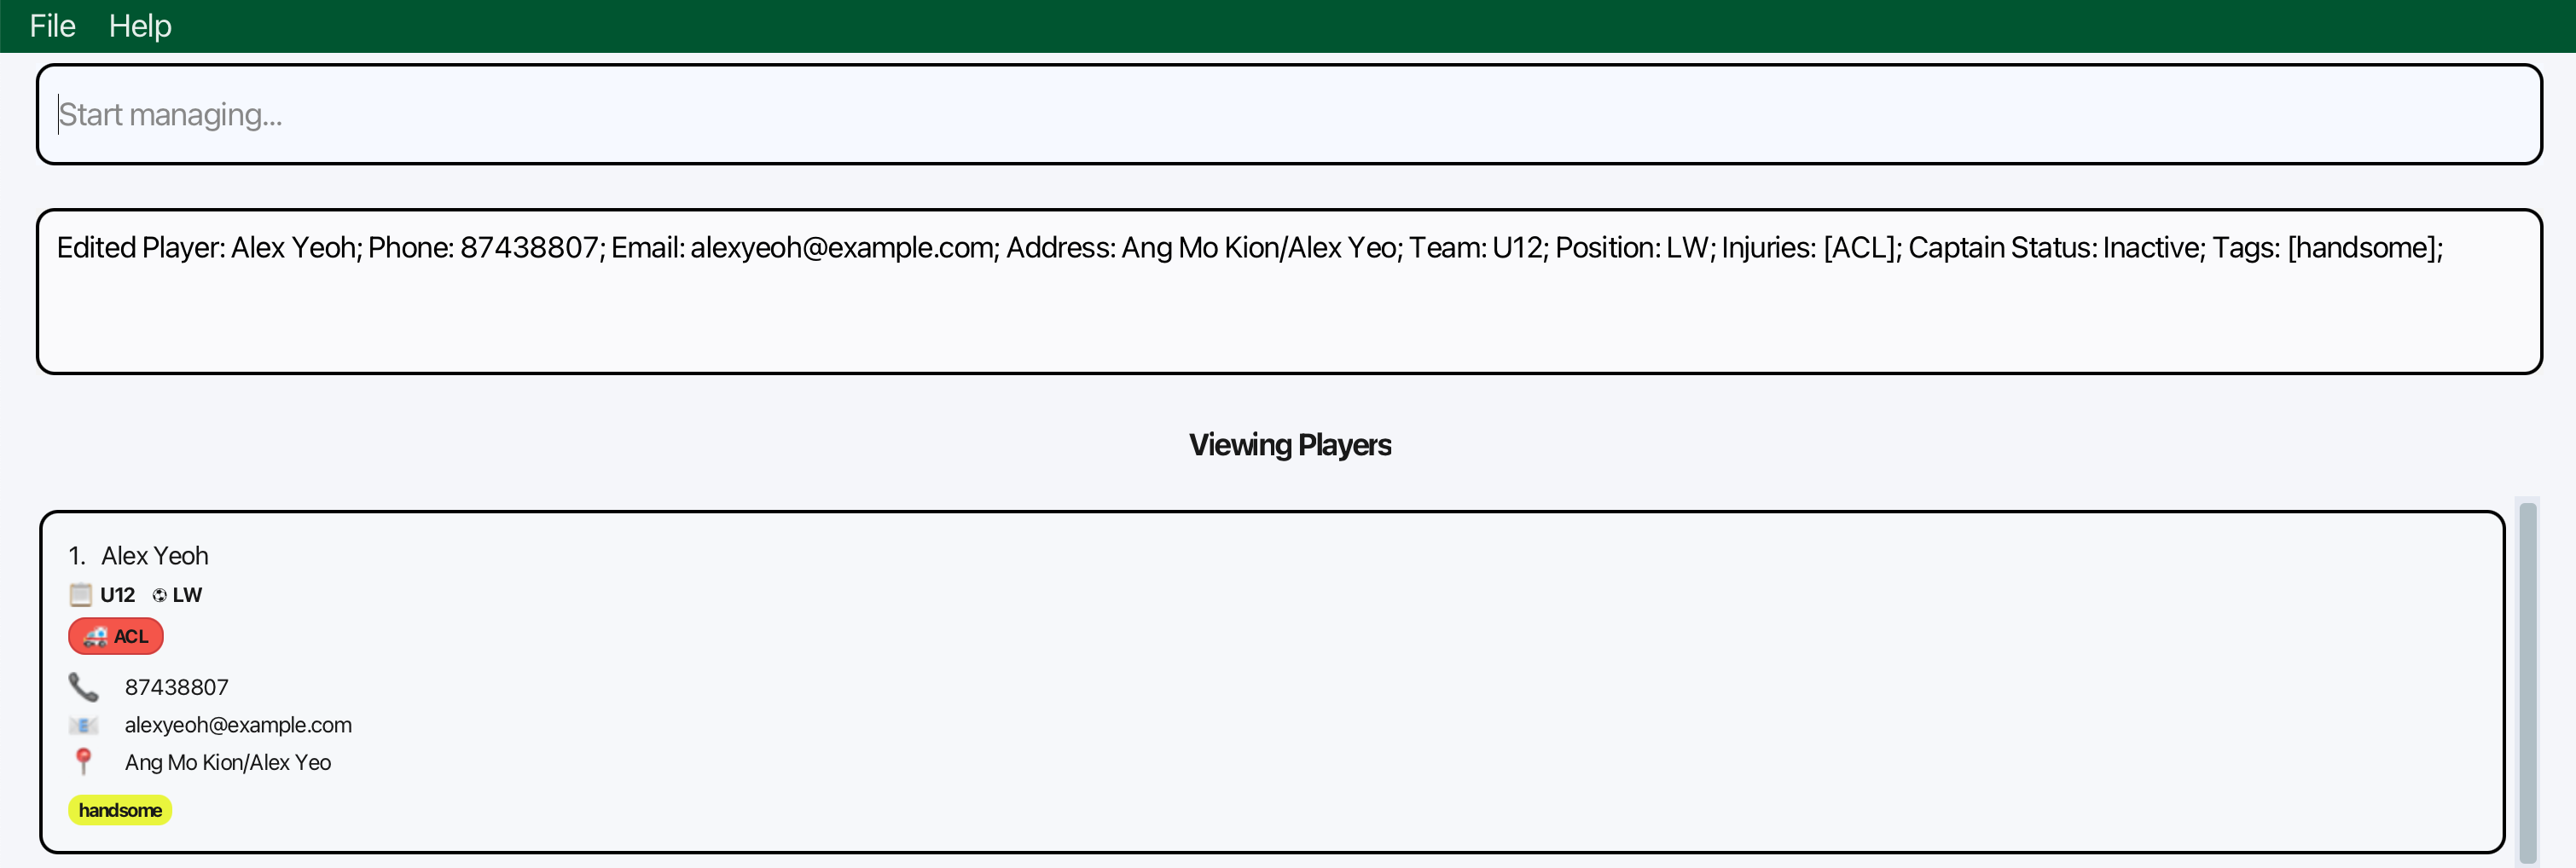 File Help
Start managing...
Edited Player: Alex Yeoh; Phone: 87438807; Email: alexyeoh@example.com; Address: Ang Mo Kion/Alex Yeo; Team: U12; Position: LW; Injuries: [ACL]; Captain Status: Inactive; Tags: [handsome];
Viewing Players
1. Alex Yeoh
U12 LW
ACL
87438807
alexyeoh@example.com
Ang Mo Kion/Alex Yeo
handsome